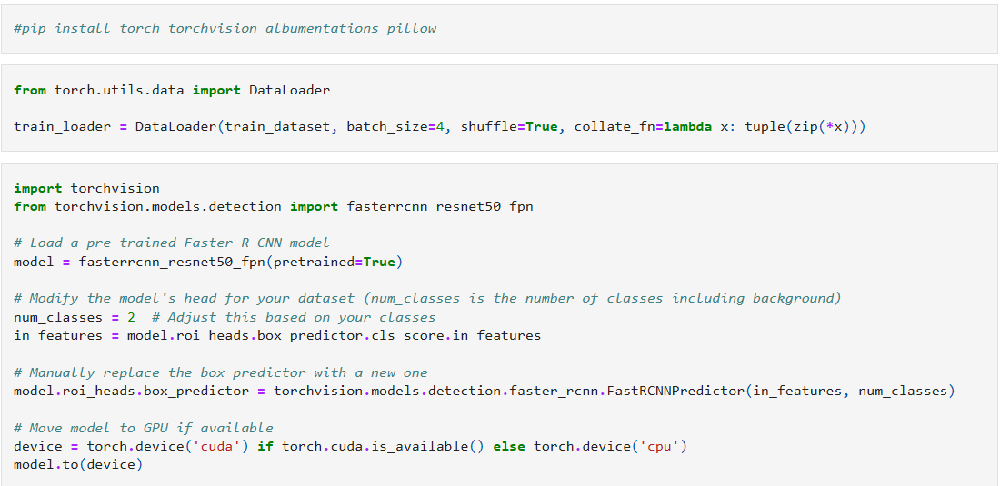 #pip install torch torchvision albumentations pillow
from torch.utils.data import DataLoader
train_loader = DataLoader(train_dataset, batch_size=4, shuffle=True, collate_fn=lambda x: tuple(zip(*x)))
import torchvision
from torchvision.models.detection import fasterrcnn_resnet50_fpn
# Load a pre-trained Faster R-CNN model
model = fasterrcnn_resnet50_fpn(pretrained=True)
# Modify the model's head for your dataset (num_classes is the number of classes including background)
num_classes = 2  # Adjust this based on your classes
in_features = model.roi_heads.box_predictor.cls_score.in_features
# Manually replace the box predictor with a new one
model.roi_heads.box_predictor = torchvision.models.detection.faster_rcnn.FastRCNNPredictor(in_features, num_classes)
# Move model to GPU if available
device = torch.device('cuda') if torch.cuda.is_available() else torch.device('cpu')
model.to(device)